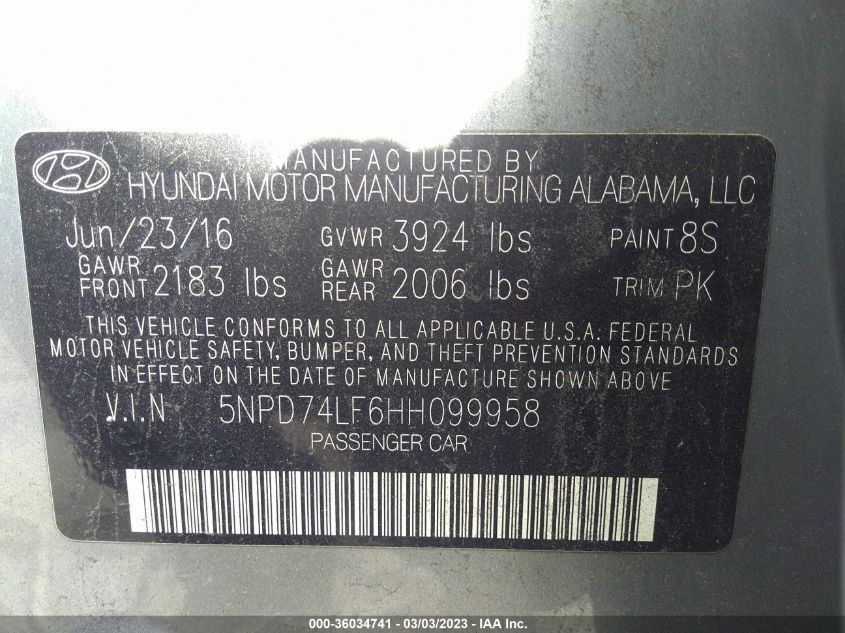 MANUFACTURED BY
HYUNDAI MOTOR MANUFACTURING ALABAMA, LLC
Jun/23/16 GVWR 3924 lbs PAINT 8S
GAWR FRONT 2183 lbs GAWR REAR 2006 lbs TRIM PK
THIS VEHICLE CONFORMS TO ALL APPLICABLE U.S.A. FEDERAL
MOTOR VEHICLE SAFETY, BUMPER, AND THEFT PREVENTION STANDARDS
IN EFFECT ON THE DATE OF MANUFACTURE SHOWN ABOVE
V.I.N 5NPD74LF6HH099958
PASSENGER CAR
000-36034741 - 03/03/2023 - IAA Inc.